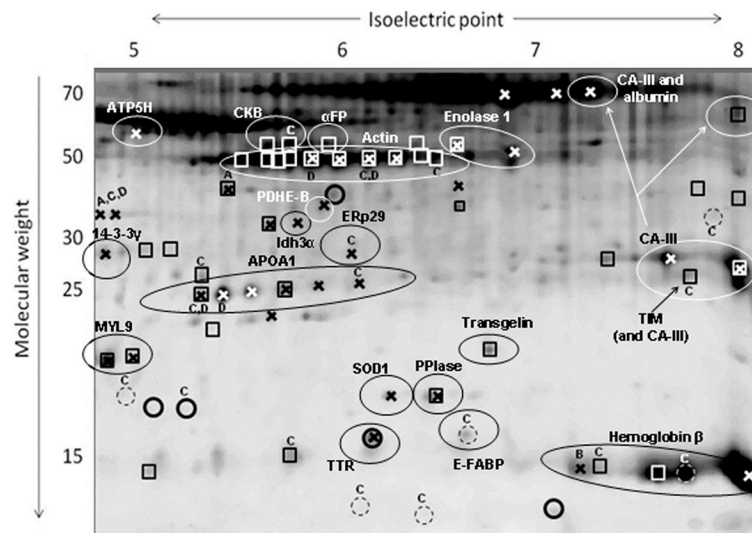 Isoelectric point
5 6 7 8
Molecular weight
70
50
30
25
15
ATP5H
CKB
C
αFP
Actin
Enolase 1
CA-III and
albumin
A
D
C,D
C
A,C,D
PDHE-B
14-3-3γ
Idh3α
ERp29
C
C
C
APOA1
C
C,D
D
CA-III
C
TIM
(and CA-III)
MYL9
Transgelin
C
C
SOD1
PPIase
C
TTR
C
E-FABP
Hemoglobin β
B
C
C
C
C